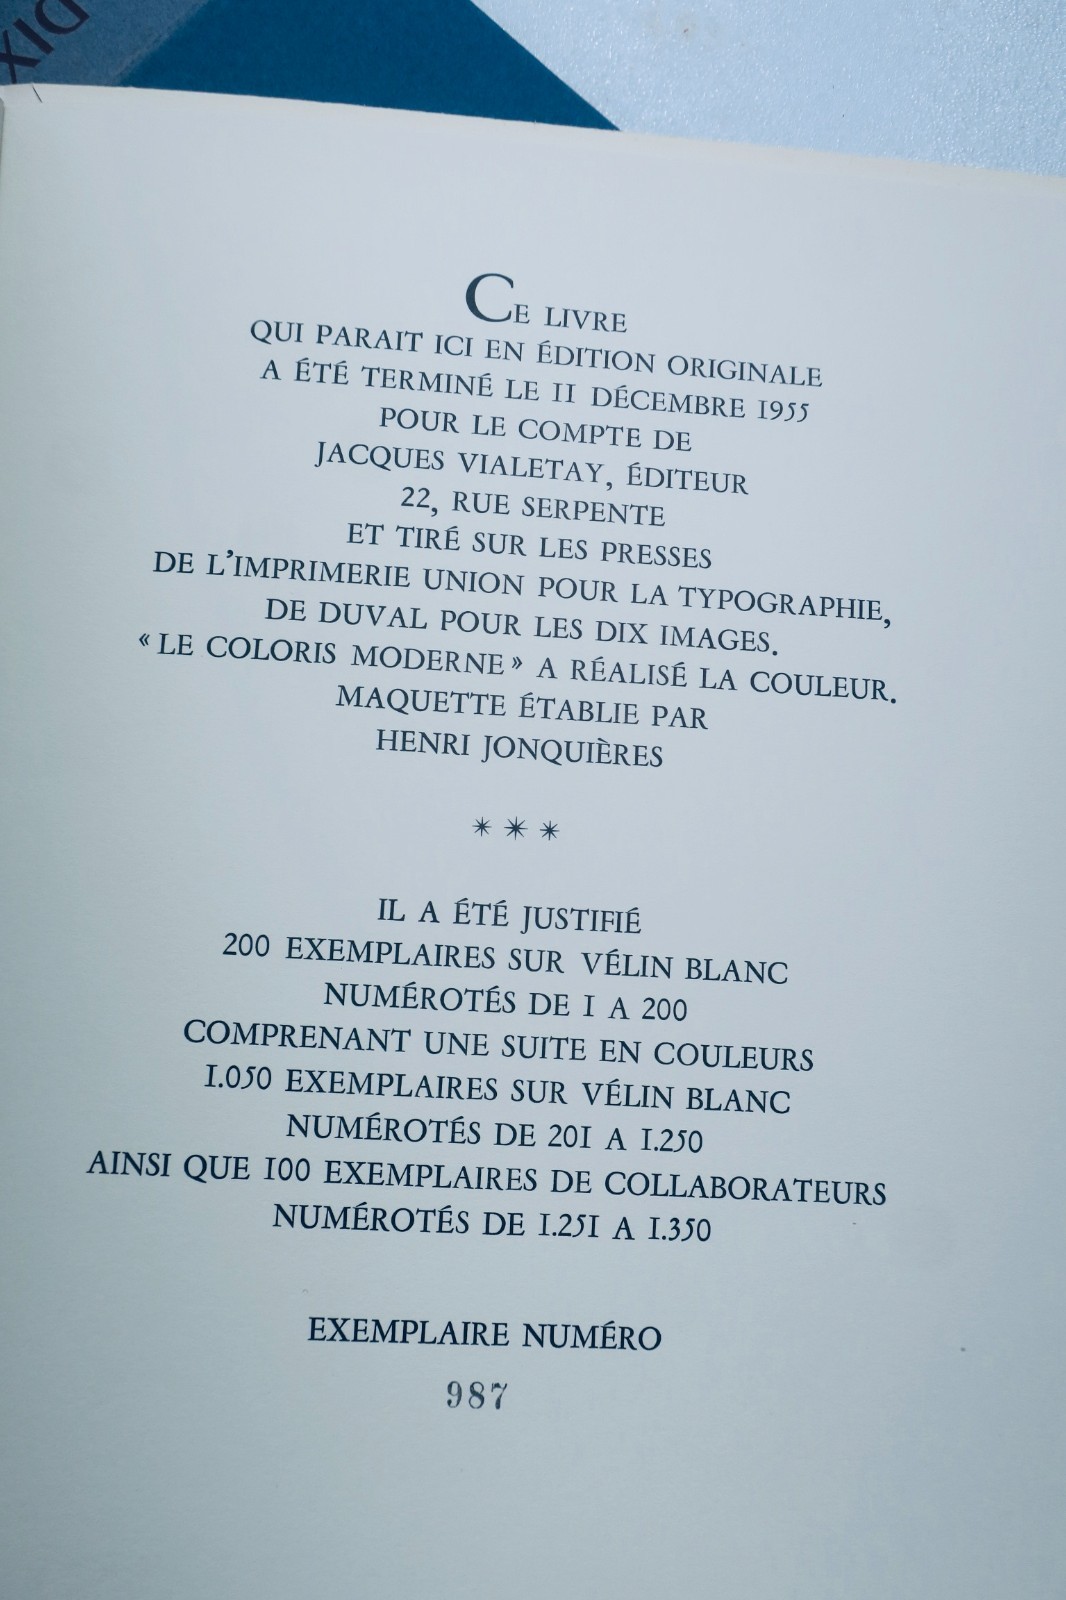 DIX
CE LIVRE
QUI PARAIT ICI EN ÉDITION ORIGINALE
A ÉTÉ TERMINÉ LE 11 DÉCEMBRE 1955
POUR LE COMPTE DE
JACQUES VIALETAY, ÉDITEUR
22, RUE SERPENTE
ET TIRÉ SUR LES PRESSES
DE L'IMPRIMERIE UNION POUR LA TYPOGRAPHIE,
DE DUVAL POUR LES DIX IMAGES.
« LE COLORIS MODERNE » A RÉALISÉ LA COULEUR.
MAQUETTE ÉTABLIE PAR
HENRI JONQUIÈRES
* * *
IL A ÉTÉ JUSTIFIÉ
200 EXEMPLAIRES SUR VÉLIN BLANC
NUMÉROTÉS DE 1 A 200
COMPRENANT UNE SUITE EN COULEURS
1.050 EXEMPLAIRES SUR VÉLIN BLANC
NUMÉROTÉS DE 201 A 1.250
AINSI QUE 100 EXEMPLAIRES DE COLLABORATEURS
NUMÉROTÉS DE 1.251 A 1.350
EXEMPLAIRE NUMÉRO
987